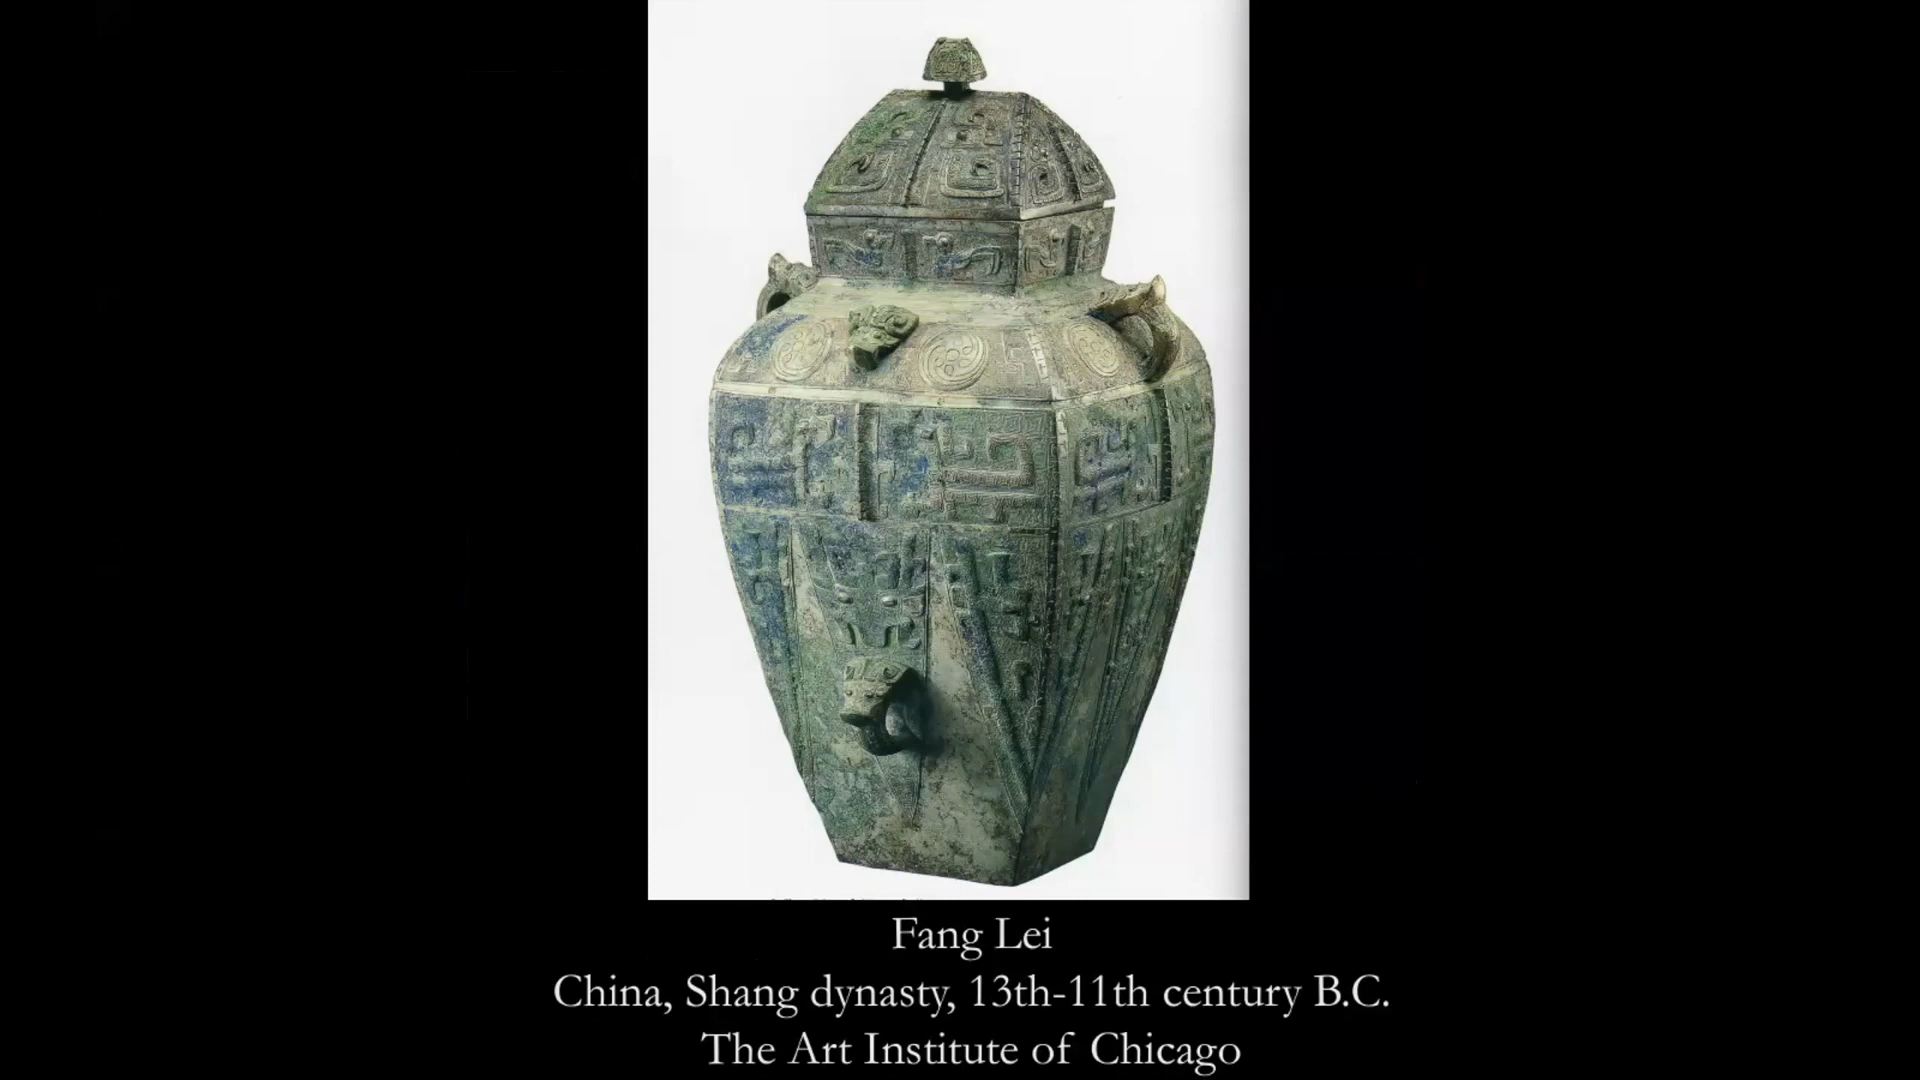 Fang Lei
China, Shang dynasty, 13th-11th century B.C.
The Art Institute of Chicago